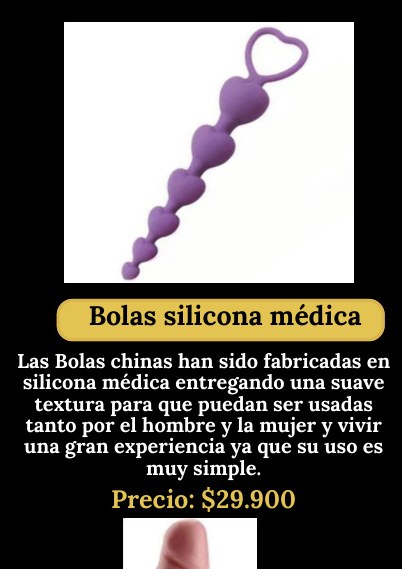 Bolas silicona médica
Las Bolas chinas han sido fabricadas en
silicona médica entregando una suave
textura para que puedan ser usadas
tanto por el hombre y la mujer y vivir
una gran experiencia ya que su uso es
muy simple.
Precio: $29.900